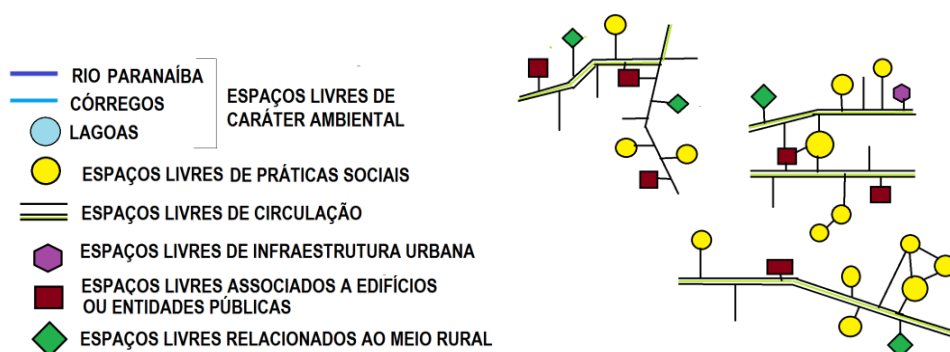 RIO PARANAÍBA
CÓRREGOS
LAGOAS
ESPAÇOS LIVRES DE
CARÁTER AMBIENTAL
ESPAÇOS LIVRES DE PRÁTICAS SOCIAIS
ESPAÇOS LIVRES DE CIRCULAÇÃO
ESPAÇOS LIVRES DE INFRAESTRUTURA URBANA
ESPAÇOS LIVRES ASSOCIADOS A EDIFÍCIOS
OU ENTIDADES PÚBLICAS
ESPAÇOS LIVRES RELACIONADOS AO MEIO RURAL